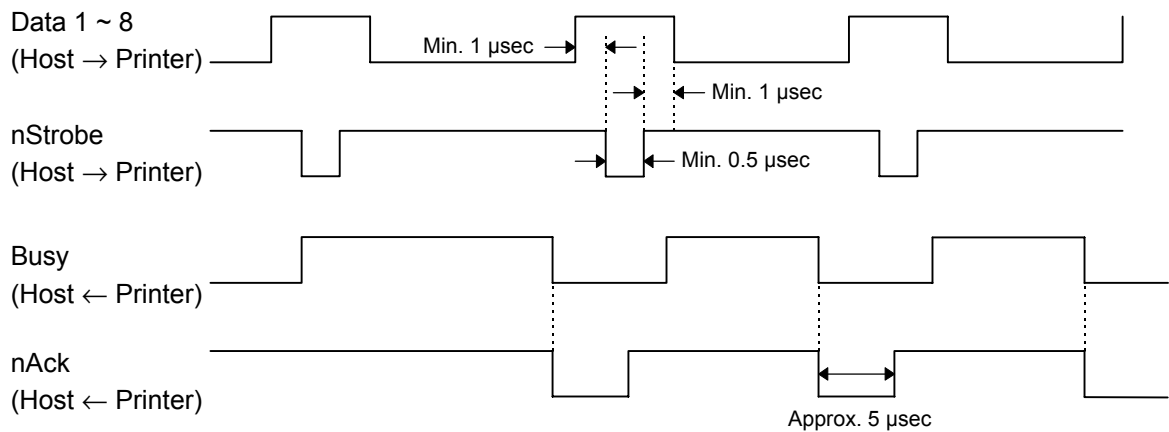 Data 1 ~ 8
(Host → Printer)
Min. 1 µsec
Min. 1 µsec
nStrobe
(Host → Printer)
Min. 0.5 µsec
Busy
(Host ← Printer)
nAck
(Host ← Printer)
Approx. 5 µsec